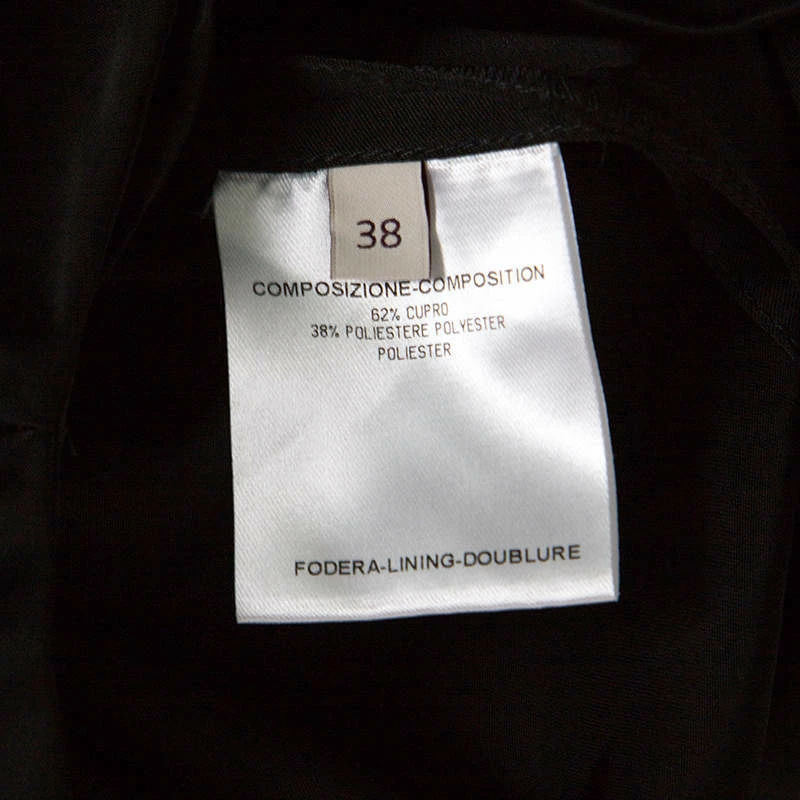 38
COMPOSIZIONE-COMPOSITION
62% CUPRO
38% POLIESTERE POLYESTER
POLIESTER
FODERA-LINING-DOUBLURE